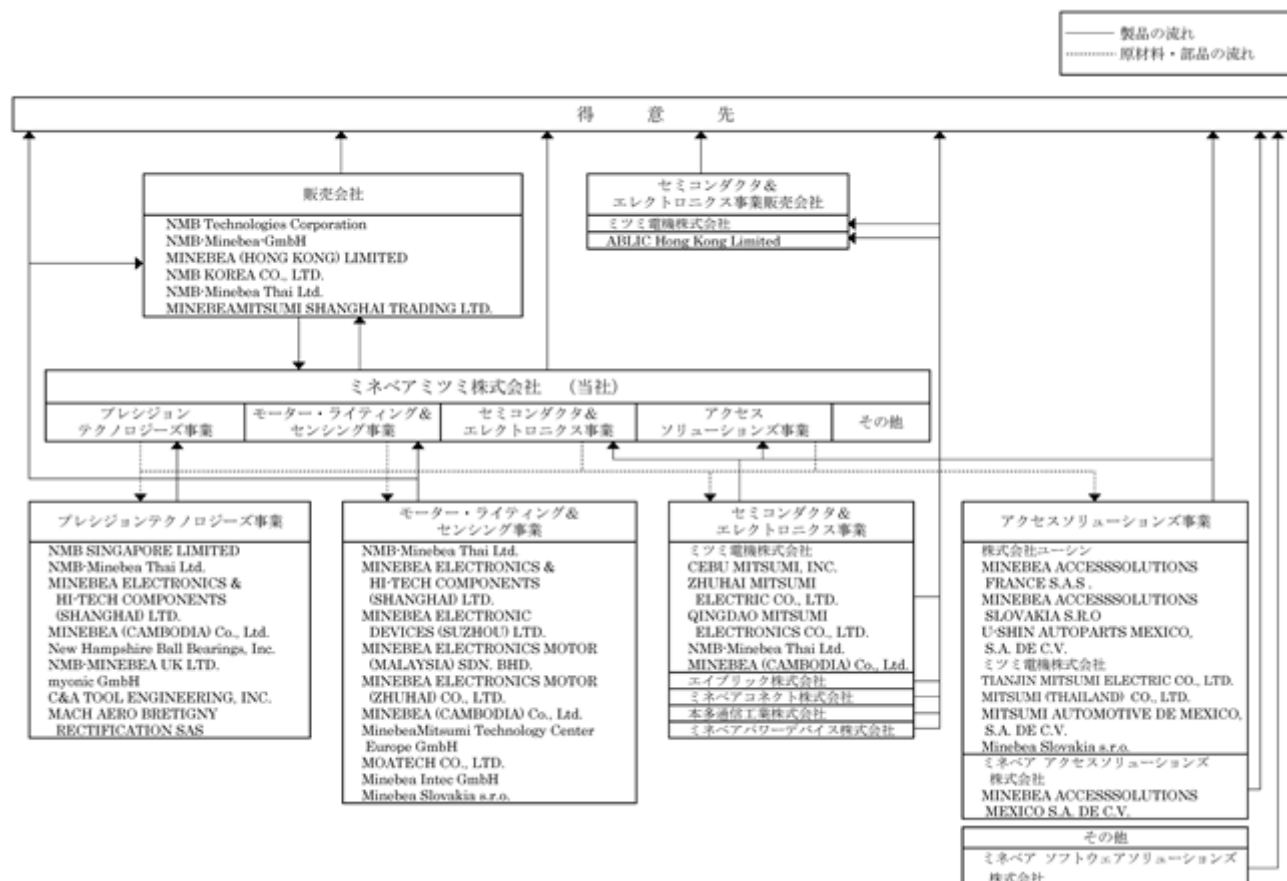 製品の流れ
原材料・部品の流れ
得意先
販売会社
NMB Technologies Corporation
NMB-Minebea-GmbH
MINEBEA (HONG KONG) LIMITED
NMB KOREA CO., LTD.
NMB-Minebea Thai Ltd.
MINEBEAMITSUMI SHANGHAI TRADING LTD.
セミコンダクタ&
エレクトロニクス事業販売会社
ミツミ電機株式会社
ABLIC Hong Kong Limited
ミネベアミツミ株式会社 (当社)
プレシジョン
テクノロジーズ事業
モーター・ライティング&
センシング事業
セミコンダクタ&
エレクトロニクス事業
アクセス
ソリューションズ事業
その他
プレシジョンテクノロジーズ事業
NMB SINGAPORE LIMITED
NMB-Minebea Thai Ltd.
MINEBEA ELECTRONICS &
HI-TECH COMPONENTS
(SHANGHAI) LTD.
MINEBEA (CAMBODIA) Co., Ltd.
New Hampshire Ball Bearings, Inc.
NMB-MINEBEA UK LTD.
myonic GmbH
C&A TOOL ENGINEERING, INC.
MACH AERO BRETIGNY
RECTIFICATION SAS
モーター・ライティング&
センシング事業
NMB-Minebea Thai Ltd.
MINEBEA ELECTRONICS &
HI-TECH COMPONENTS
(SHANGHAI) LTD.
MINEBEA ELECTRONIC
DEVICES (SUZHOU) LTD.
MINEBEA ELECTRONICS MOTOR
(MALAYSIA) SDN. BHD.
MINEBEA ELECTRONICS MOTOR
(ZHUHAI) CO., LTD.
MINEBEA (CAMBODIA) Co., Ltd.
MinebeaMitsumi Technology Center
Europe GmbH
MOATECH CO., LTD.
Minebea Intec GmbH
Minebea Slovakia s.r.o.
セミコンダクタ&
エレクトロニクス事業
ミツミ電機株式会社
CEBU MITSUMI, INC.
ZHUHAI MITSUMI
ELECTRIC CO., LTD.
QINGDAO MITSUMI
ELECTRONICS CO., LTD.
NMB-Minebea Thai Ltd.
MINEBEA (CAMBODIA) Co., Ltd.
エイブリック株式会社
ミネベアコネクト株式会社
本多通信工業株式会社
ミネベアパワーデバイス株式会社
アクセスソリューションズ事業
株式会社ユーシン
MINEBEA ACCESSSOLUTIONS
FRANCE S.A.S .
MINEBEA ACCESSSOLUTIONS
SLOVAKIA S.R.O
U-SHIN AUTOPARTS MEXICO,
S.A. DE C.V.
ミツミ電機株式会社
TIANJIN MITSUMI ELECTRIC CO., LTD.
MITSUMI (THAILAND) CO., LTD.
MITSUMI AUTOMOTIVE DE MEXICO,
S.A. DE C.V.
Minebea Slovakia s.r.o.
ミネベア アクセスソリューションズ
株式会社
MINEBEA ACCESSSOLUTIONS
MEXICO S.A. DE C.V.
その他
ミネベア ソフトウェアソリューションズ
株式会社